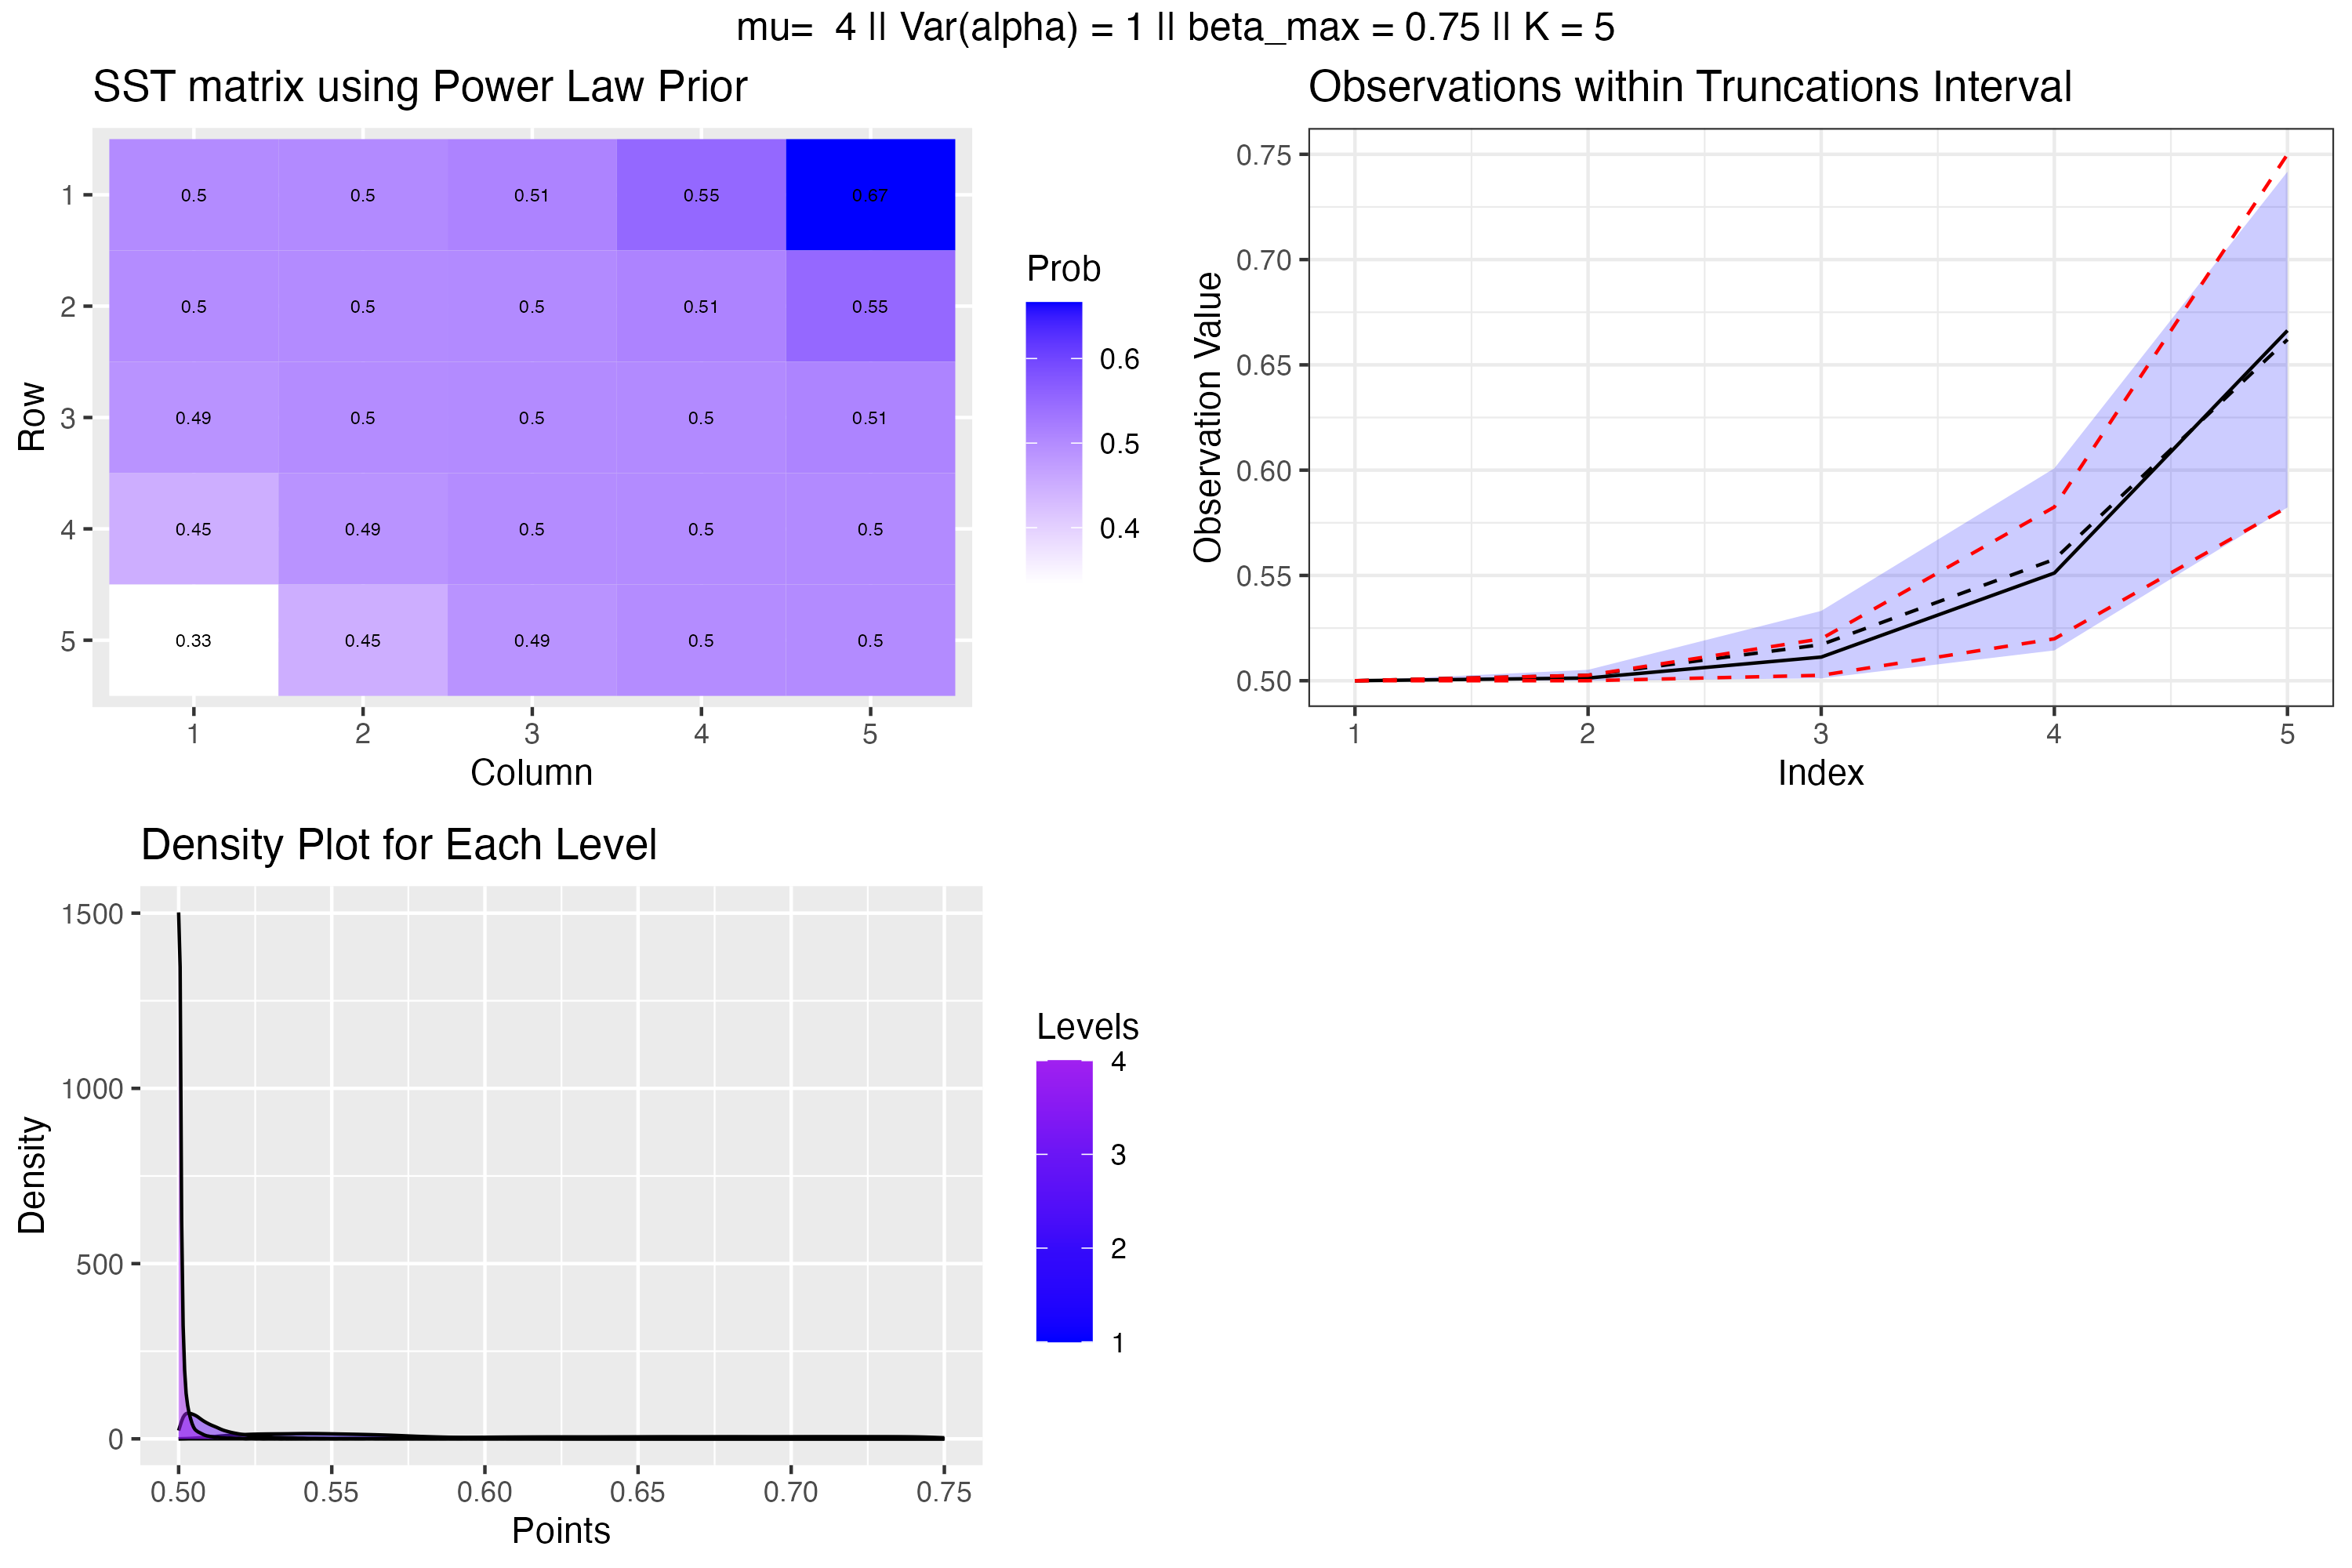 mu=  4 || Var(alpha) = 1 || beta_max = 0.75 || K = 5
SST matrix using Power Law Prior
Row
1
2
3
4
5
0.5 0.5 0.51 0.55 0.67
0.5 0.5 0.5 0.51 0.55
0.49 0.5 0.5 0.5 0.51
0.45 0.49 0.5 0.5 0.5
0.33 0.45 0.49 0.5 0.5
1 2 3 4 5
Column
Prob
0.6
0.5
0.4
Observations within Truncations Interval
Observation Value
0.75
0.70
0.65
0.60
0.55
0.50
1 2 3 4 5
Index
Density Plot for Each Level
Density
1500
1000
500
0
0.50 0.55 0.60 0.65 0.70 0.75
Points
Levels
4
3
2
1